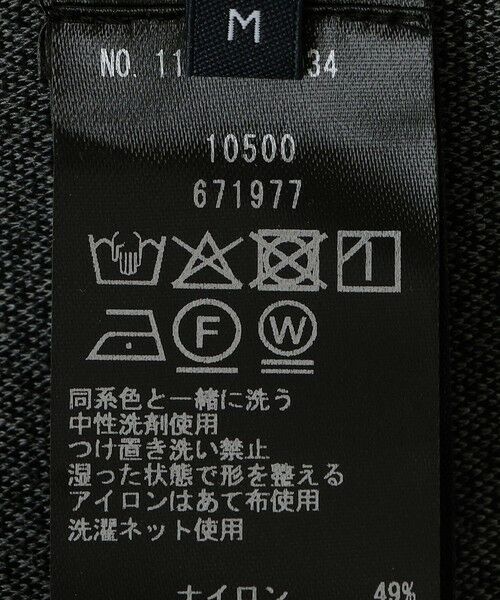 M
NO. 11 34
10500
671977
F W
同系色と一緒に洗う
中性洗剤使用
つけ置き洗い禁止
湿った状態で形を整える
アイロンはあて布使用
洗濯ネット使用
ナイロン 49%